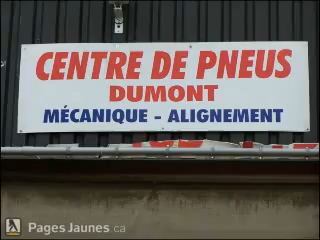 CENTRE DE PNEUS
DUMONT
MÉCANIQUE - ALIGNEMENT
Pages Jaunes.ca